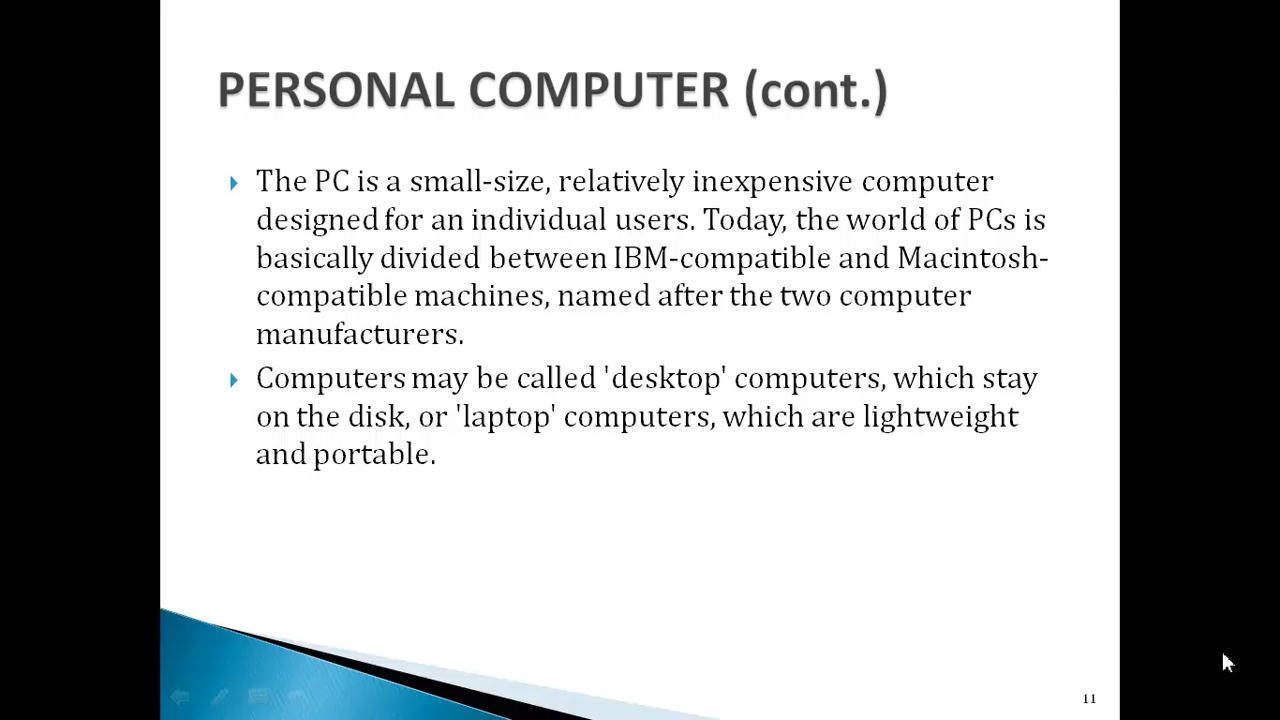 PERSONAL COMPUTER (cont.)
The PC is a small-size, relatively inexpensive computer
designed for an individual users. Today, the world of PCs is
basically divided between IBM-compatible and Macintosh-
compatible machines, named after the two computer
manufacturers.
Computers may be called 'desktop' computers, which stay
on the disk, or 'laptop' computers, which are lightweight
and portable.
11